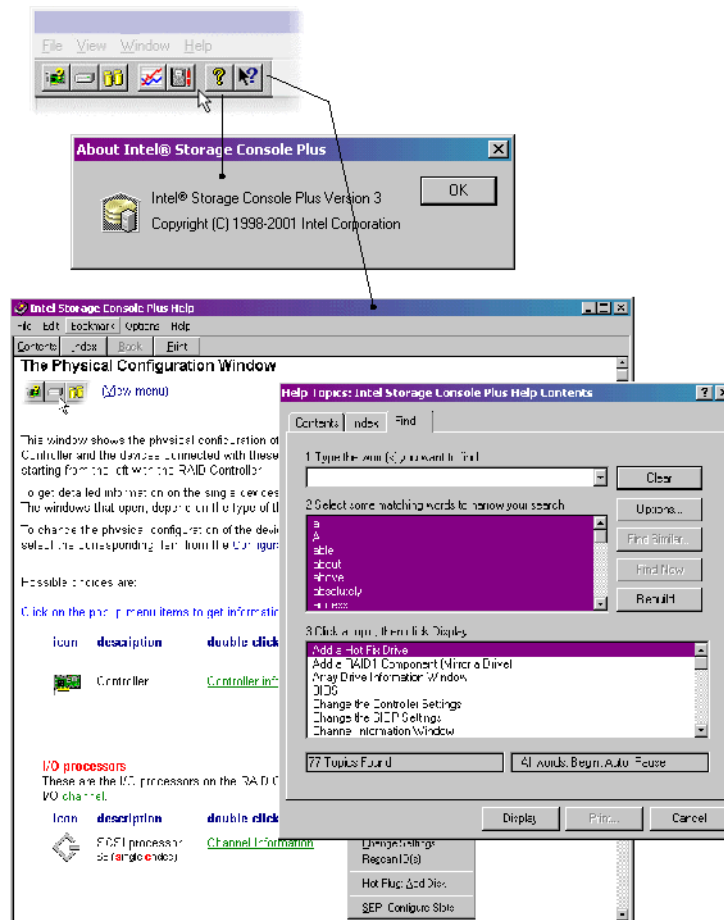 File View Window Help
About Intel® Storage Console Plus
Intel® Storage Console Plus Version 3
Copyright (C) 1998-2001 Intel Corporation
OK
Intel Storage Console Plus Help
File Edit Bookmark Options Help
Contents Index Book Print
The Physical Configuration Window
(View menu)
This window shows the physical configuration of
Controller and the devices connected with these
starting from the left with the RAID Controller
To get detailed information on the single devices
The windows that open, depend on the type of th
To change the physical configuration of the devi
select the corresponding item from the Configur
Possible choices are:
Click on the pop-up menu items to get informatio
icon description double click
Controller Controller inf
I/O processors
These are the I/O processors on the RAID C
I/O channel.
Icon description double click
SCSI processor Channel Information
SE (single ended)
Change Settings
Rescan ID(s)
Hot Plug: Add Disk
SEP: Configure Slots
Help Topics: Intel Storage Console Plus Help Contents
Contents Index Find
1 Type the word(s) you want to find
Clear
2 Select some matching words to narrow your search
Options...
a
A
able
about
above
absolutely
access
Find Similar...
Find Now
Rebuild
3 Click a topic, then click Display
Add a Hot Fix Drive
Add a RAID1 Component (Mirror a Drive)
Array Drive Information Window
BIOS
Change the Controller Settings
Change the SCSI Settings
Channel Information Window
77 Topics Found
All words, Begin, Auto, Pause
Display Print... Cancel